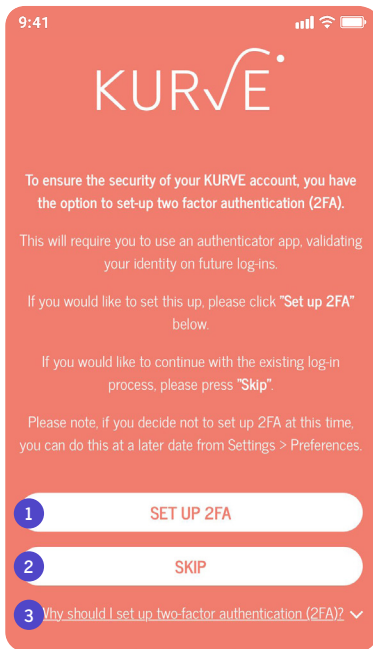 9:41
KURVE
To ensure the security of your KURVE account, you have
the option to set-up two factor authentication (2FA).
This will require you to use an authenticator app, validating
your identity on future log-ins.
If you would like to set this up, please click "Set up 2FA"
below.
If you would like to continue with the existing log-in
process, please press "Skip".
Please note, if you decide not to set up 2FA at this time,
you can do this at a later date from Settings > Preferences.
1 SET UP 2FA
2 SKIP
3 Why should I set up two-factor authentication (2FA)?